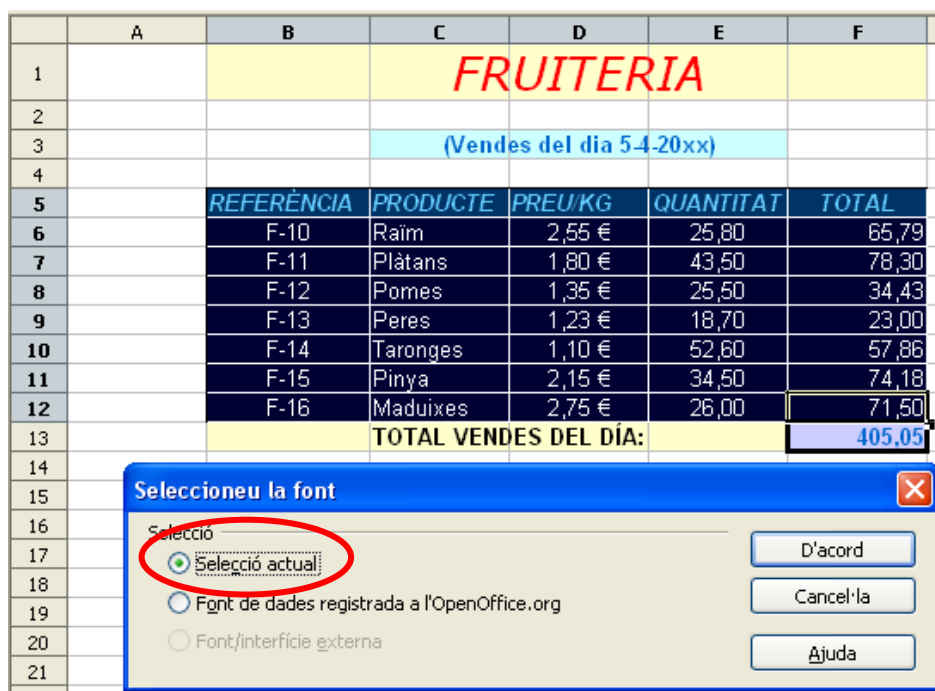 A B C D E F
1 FRUITERIA
2
3 (Vendes del dia 5-4-20xx)
4
5 REFERÈNCIA PRODUCTE PREU/KG QUANTITAT TOTAL
6 F-10 Raïm 2,55 € 25,80 65,79
7 F-11 Plàtans 1,80 € 43,50 78,30
8 F-12 Pomes 1,35 € 25,50 34,43
9 F-13 Peres 1,23 € 18,70 23,00
10 F-14 Taronges 1,10 € 52,60 57,86
11 F-15 Pinya 2,15 € 34,50 74,18
12 F-16 Maduixes 2,75 € 26,00 71,50
13 TOTAL VENDES DEL DÍA: 405,05
14
15 Seleccioneu la font
16 Selecció
17 Selecció actual D'acord
18
19 Font de dades registrada a l'OpenOffice.org Cancel·la
20 Font/interfície externa Ajuda
21